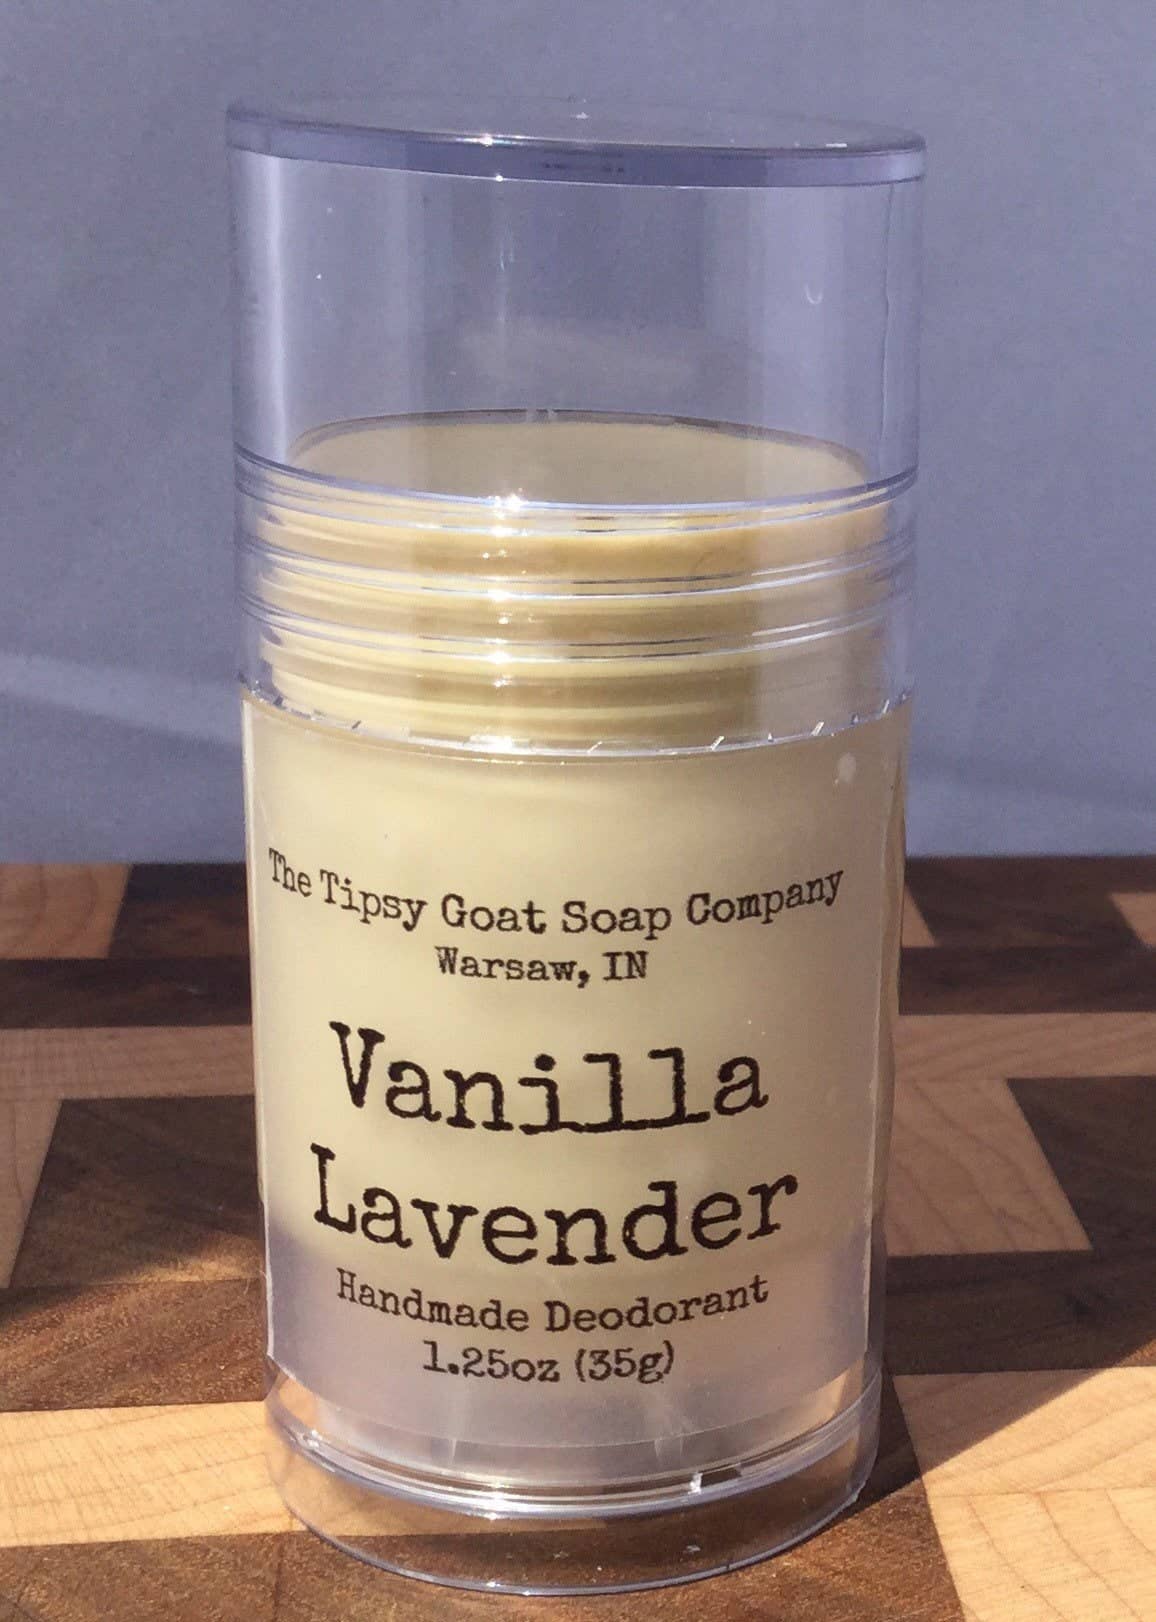 The Tipsy Goat Soap Company
Warsaw, IN
Vanilla
Lavender
Handmade Deodorant
1.25oz (35g)